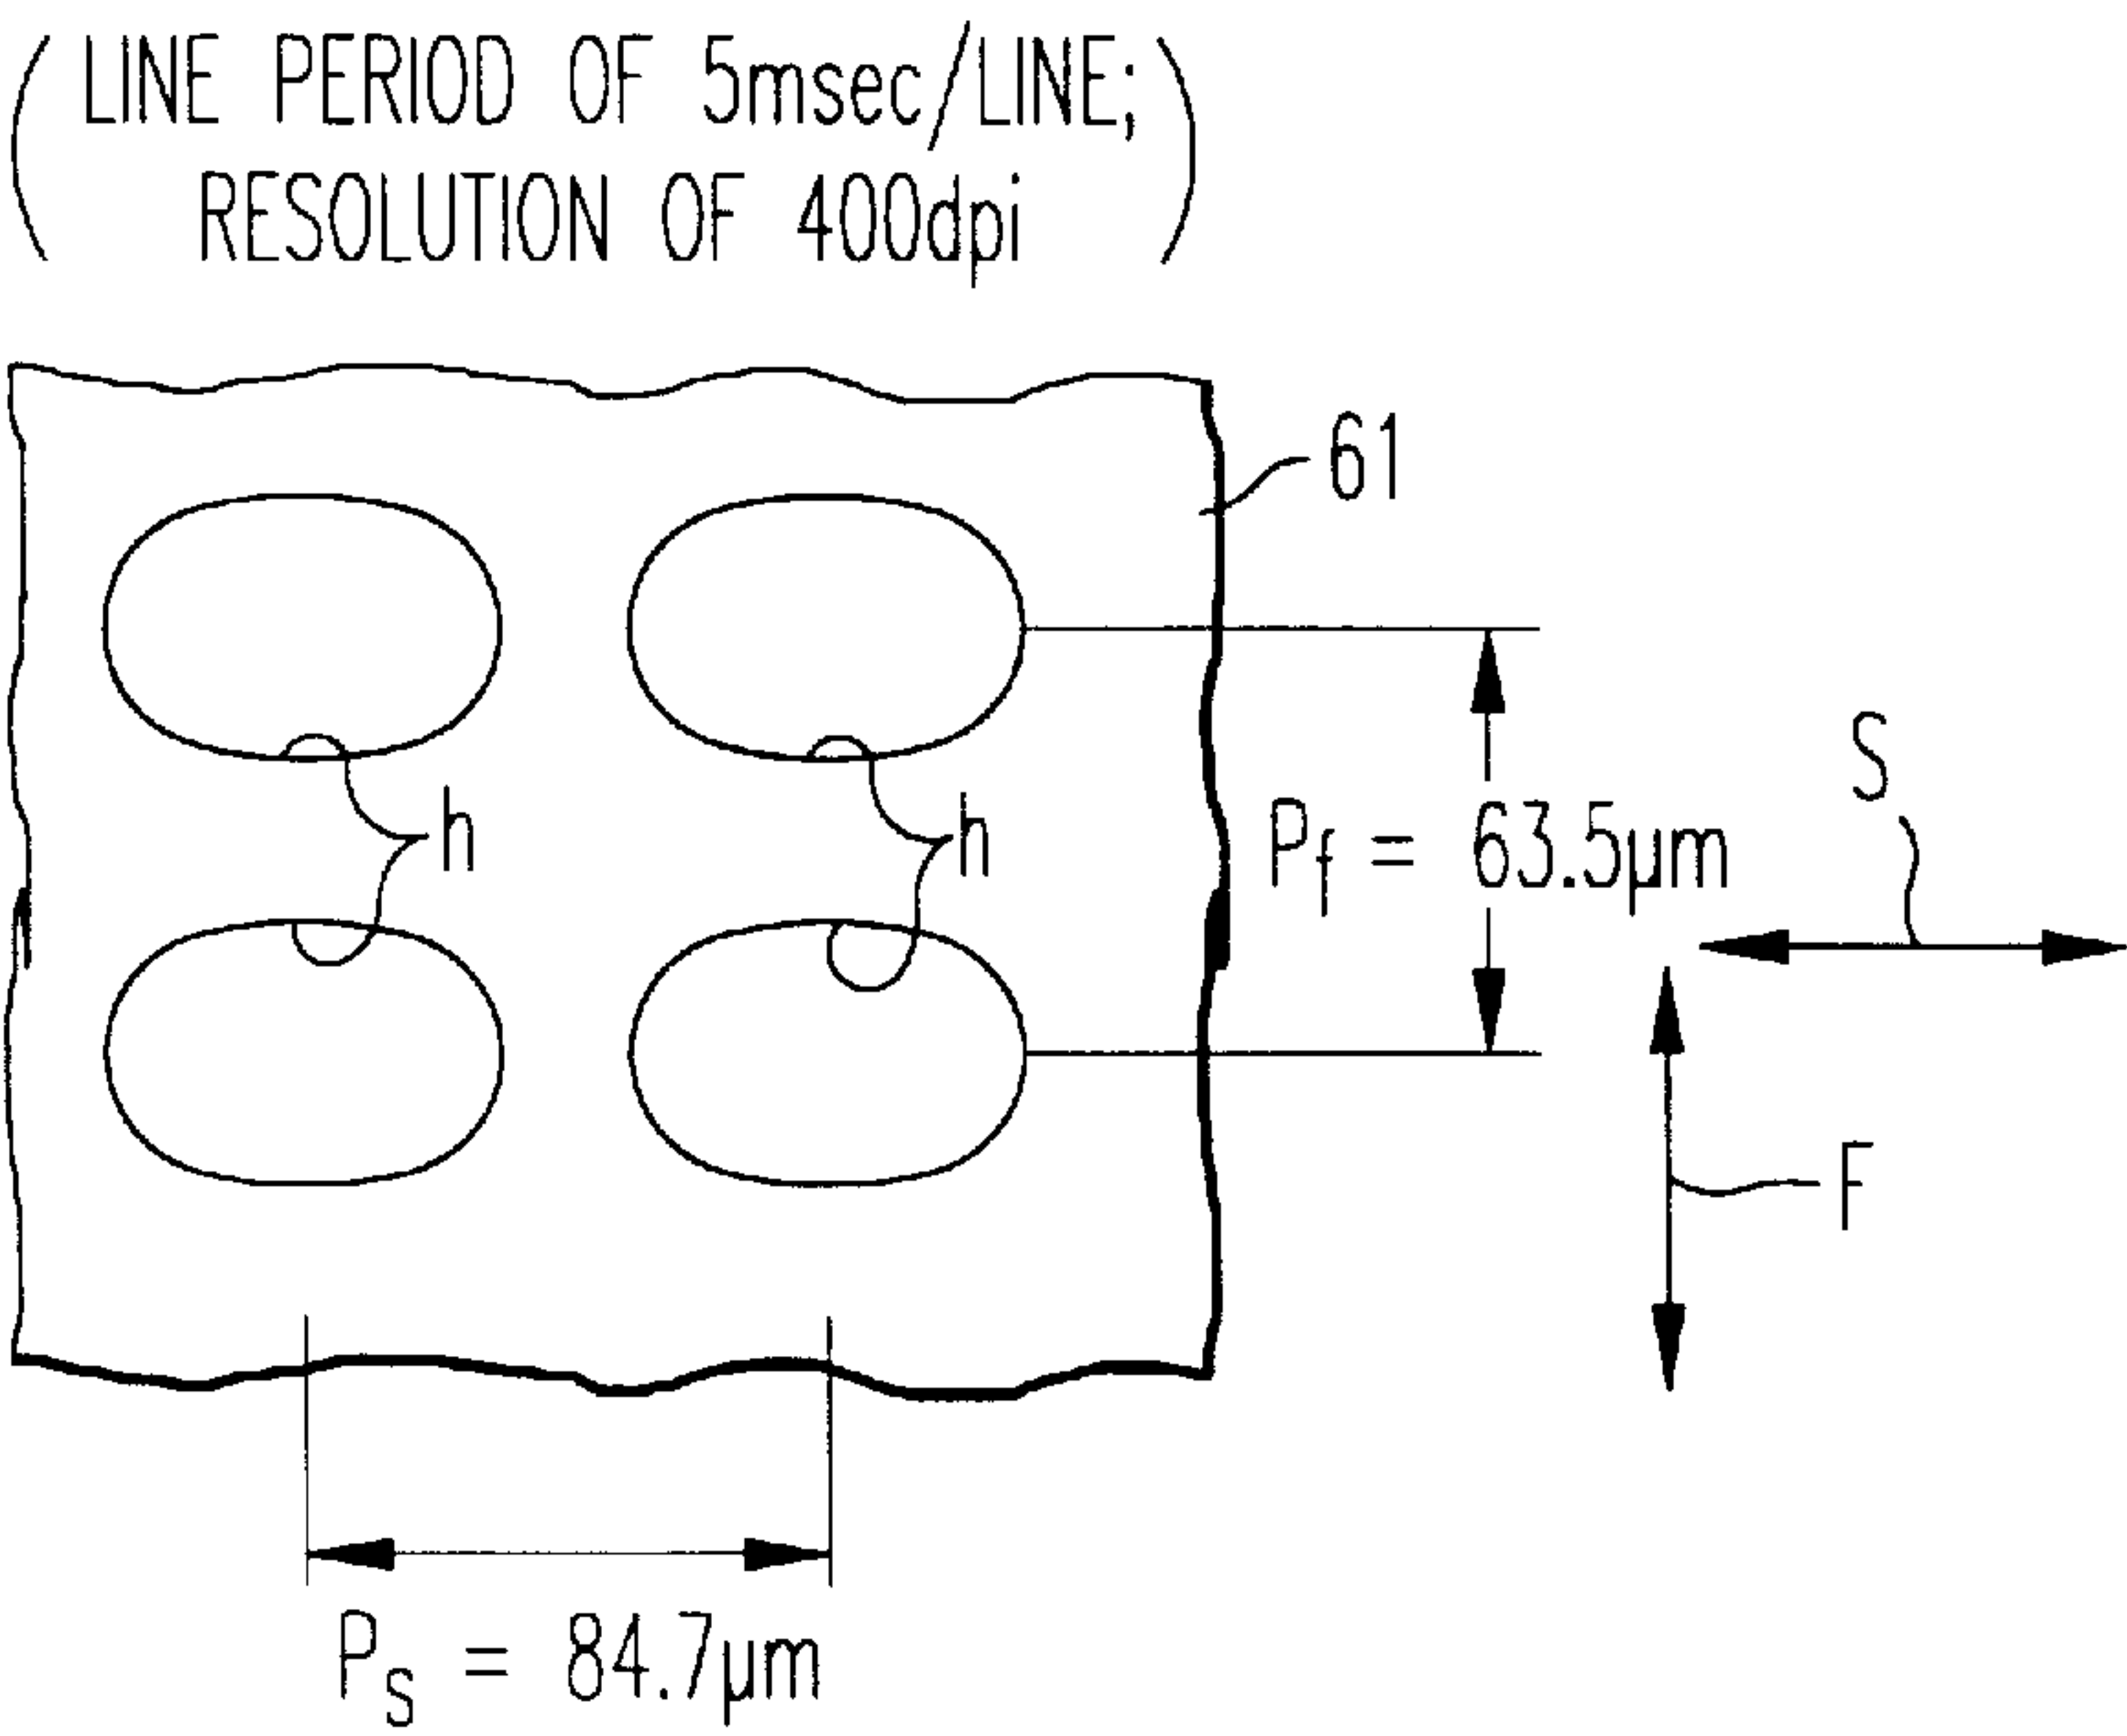 (LINE PERIOD OF 5msec/LINE;
RESOLUTION OF 400dpi)
61
S
h
h
Pf = 63.5µm
F
Ps = 84.7µm